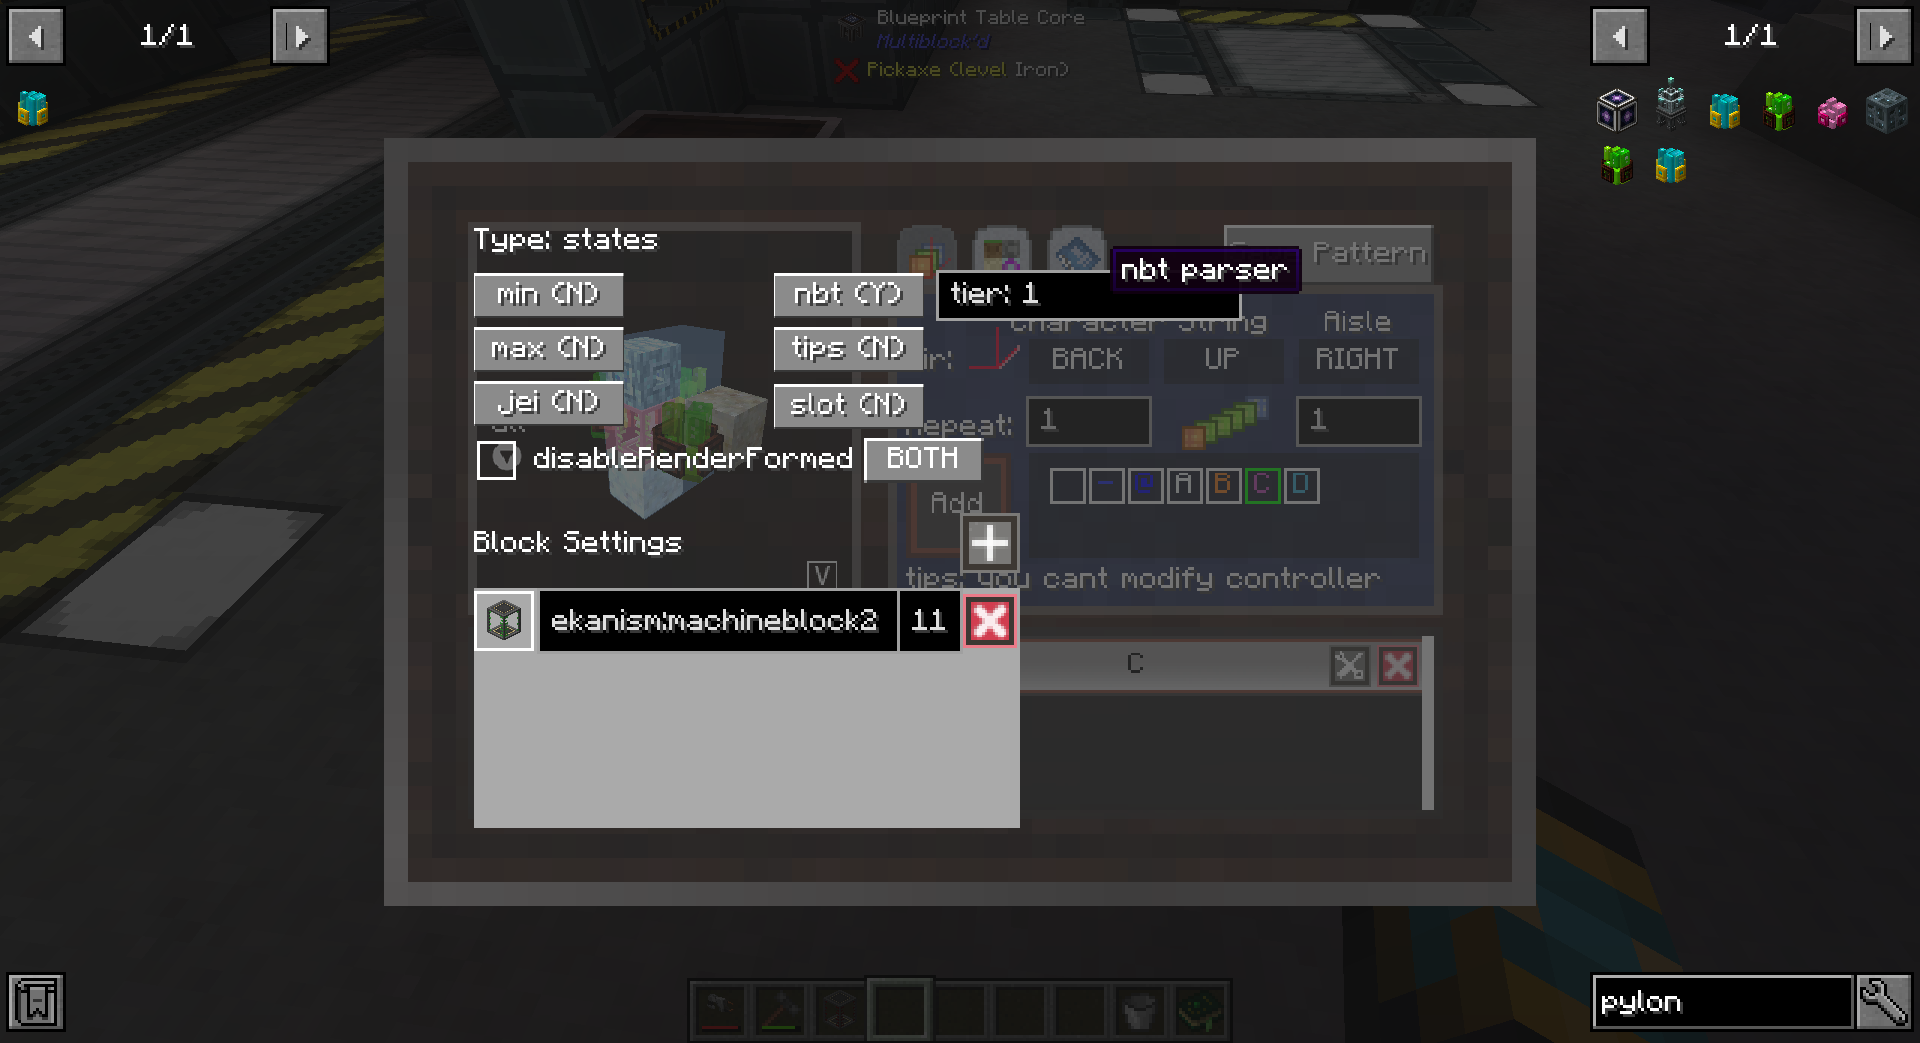 1/1
Blueprint Table Core
Multiblock'd
Pickaxe (level Iron)
1/1
Type: states
Pattern
nbt parser
min (N)
nbt (Y)
tier: 1
String
Aisle
max (N)
tips (N)
BACK
UP
RIGHT
jei (N)
slot (N)
1
1
disableRenderFormed
BOTH
- @ A B C D
Add
Block Settings
V
tips: you cant modify controller
ekanism:machineblock2
11
C
pylon